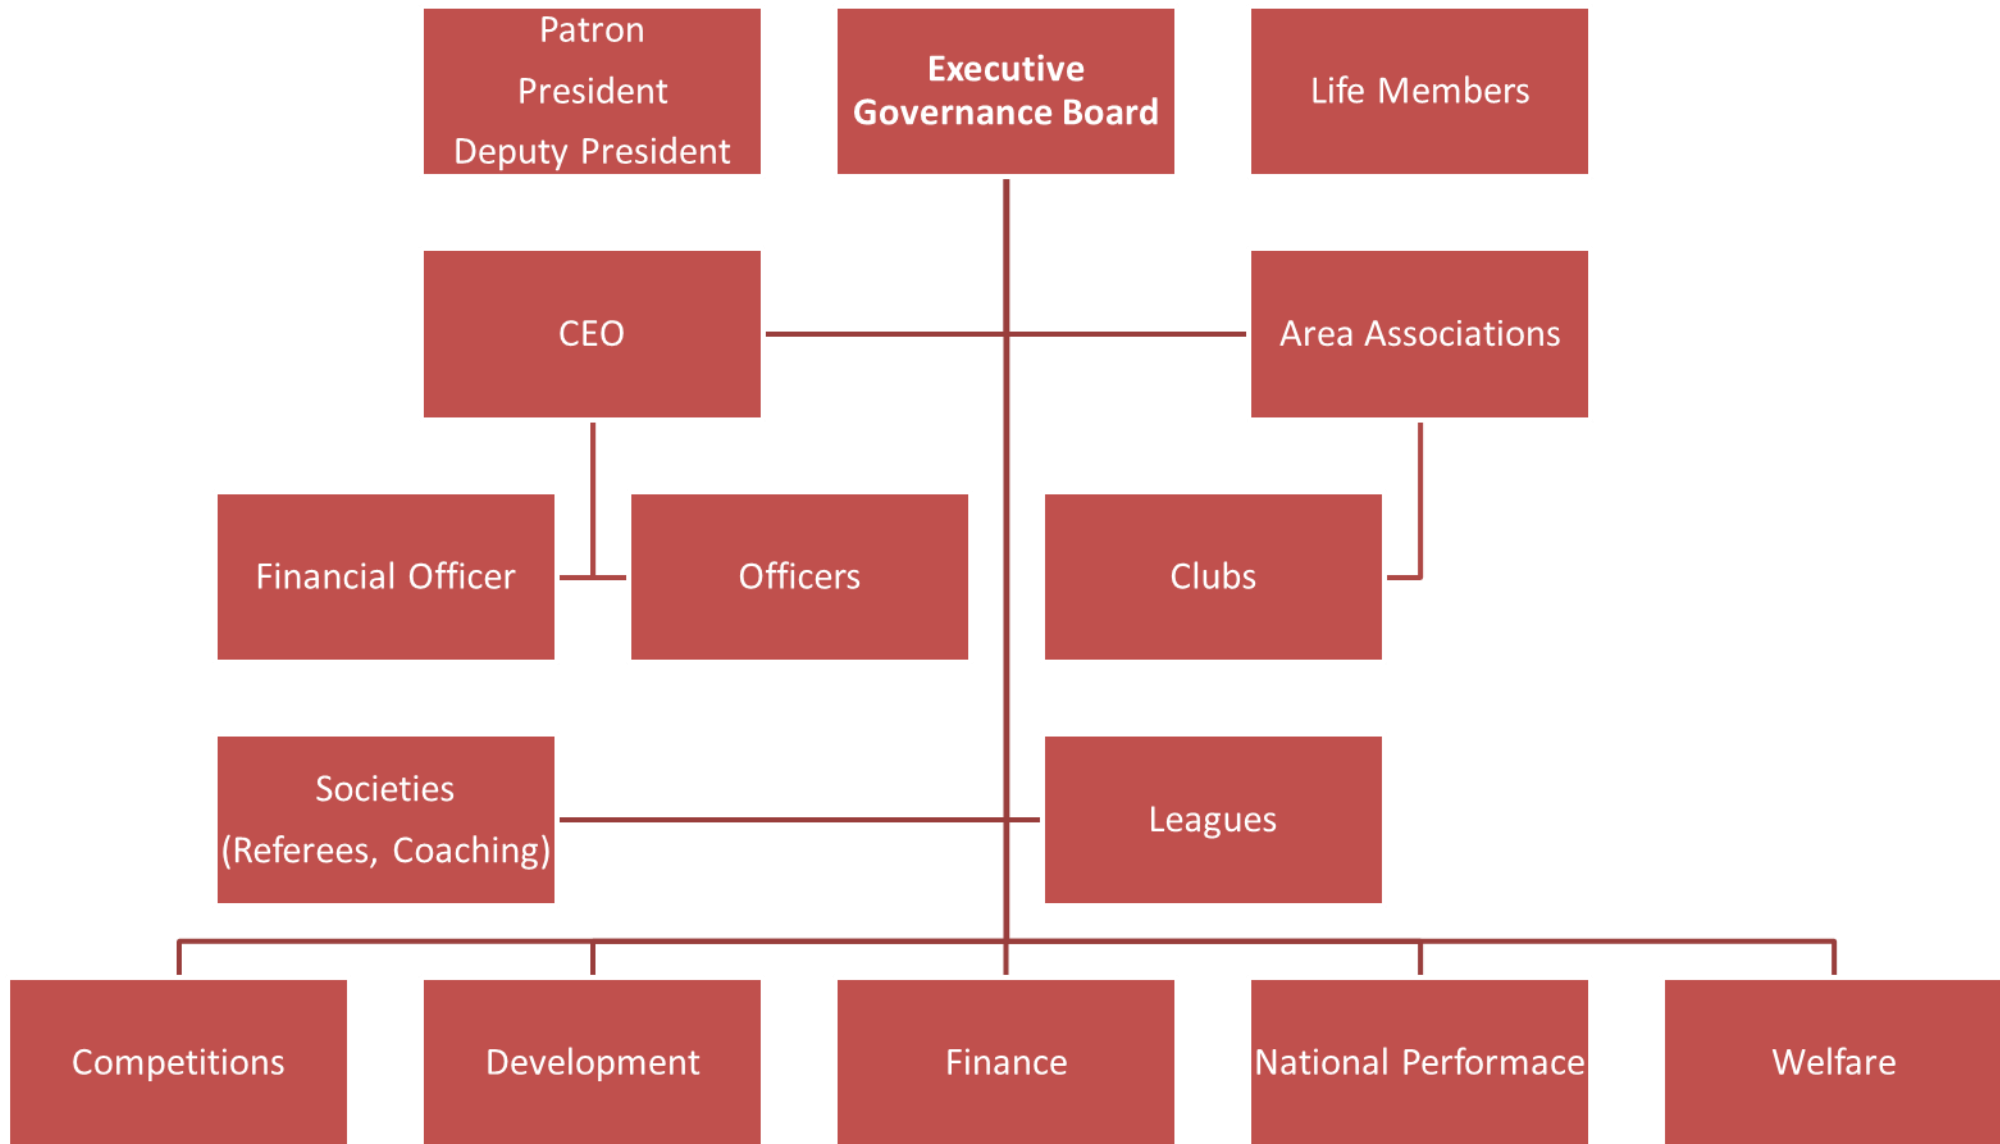 Patron
President
Deputy President
Executive
Governance Board
Life Members
CEO
Area Associations
Financial Officer
Officers
Clubs
Societies
(Referees, Coaching)
Leagues
Competitions
Development
Finance
National Performace
Welfare